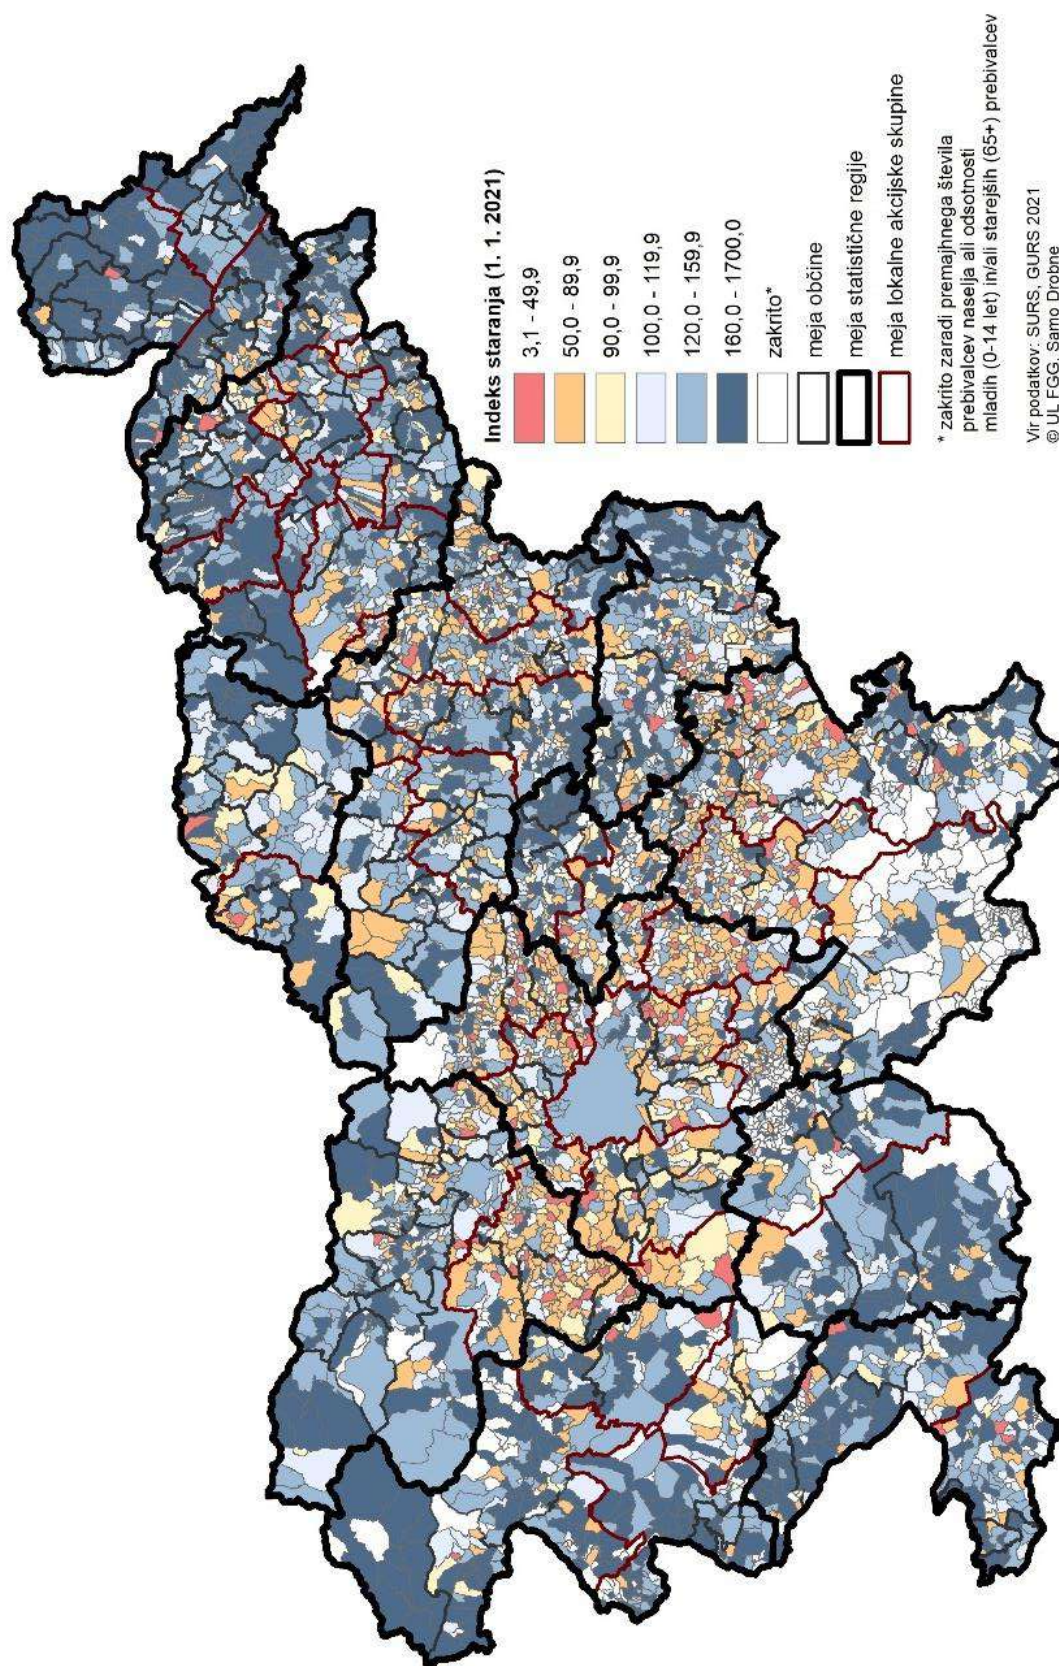 Indeks staranja (1. 1. 2021)
3,1 - 49,9
50,0 - 89,9
90,0 - 99,9
100,0 - 119,9
120,0 - 159,9
160,0 - 1700,0
zakrito*
meja občine
meja statistične regije
meja lokalne akcijske skupine
* zakrito zaradi premajhnega števila
prebivalcev naselja ali odsotnosti
mladih (0-14 let) in/ali starejših (65+) prebivalcev
Vir podatkov: SURS, GURS 2021
© UL FGG, Samo Drobne